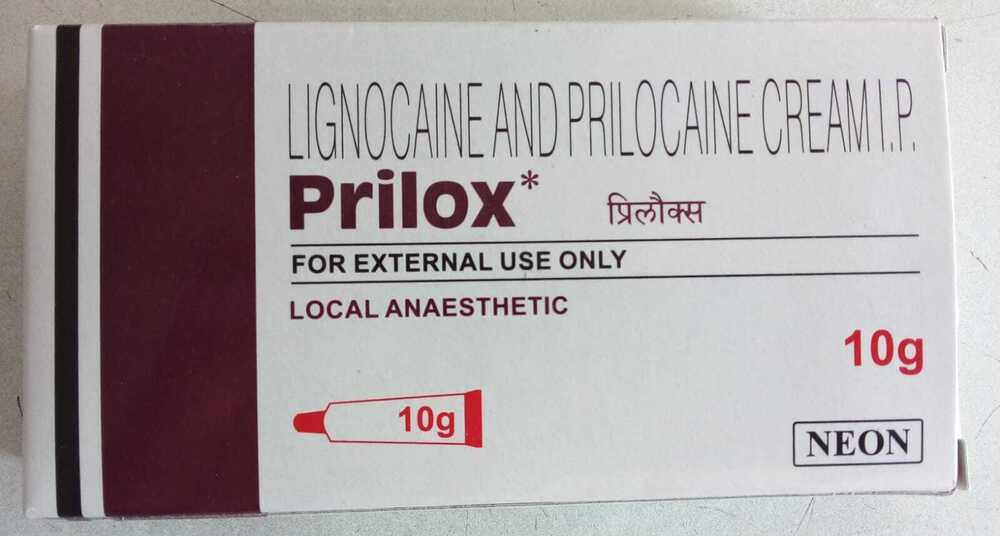 LIGNOCAINE AND PRILOCAINE CREAM I.P.
Prilox* प्रिलौक्स
FOR EXTERNAL USE ONLY
LOCAL ANAESTHETIC
10g
10g
NEON